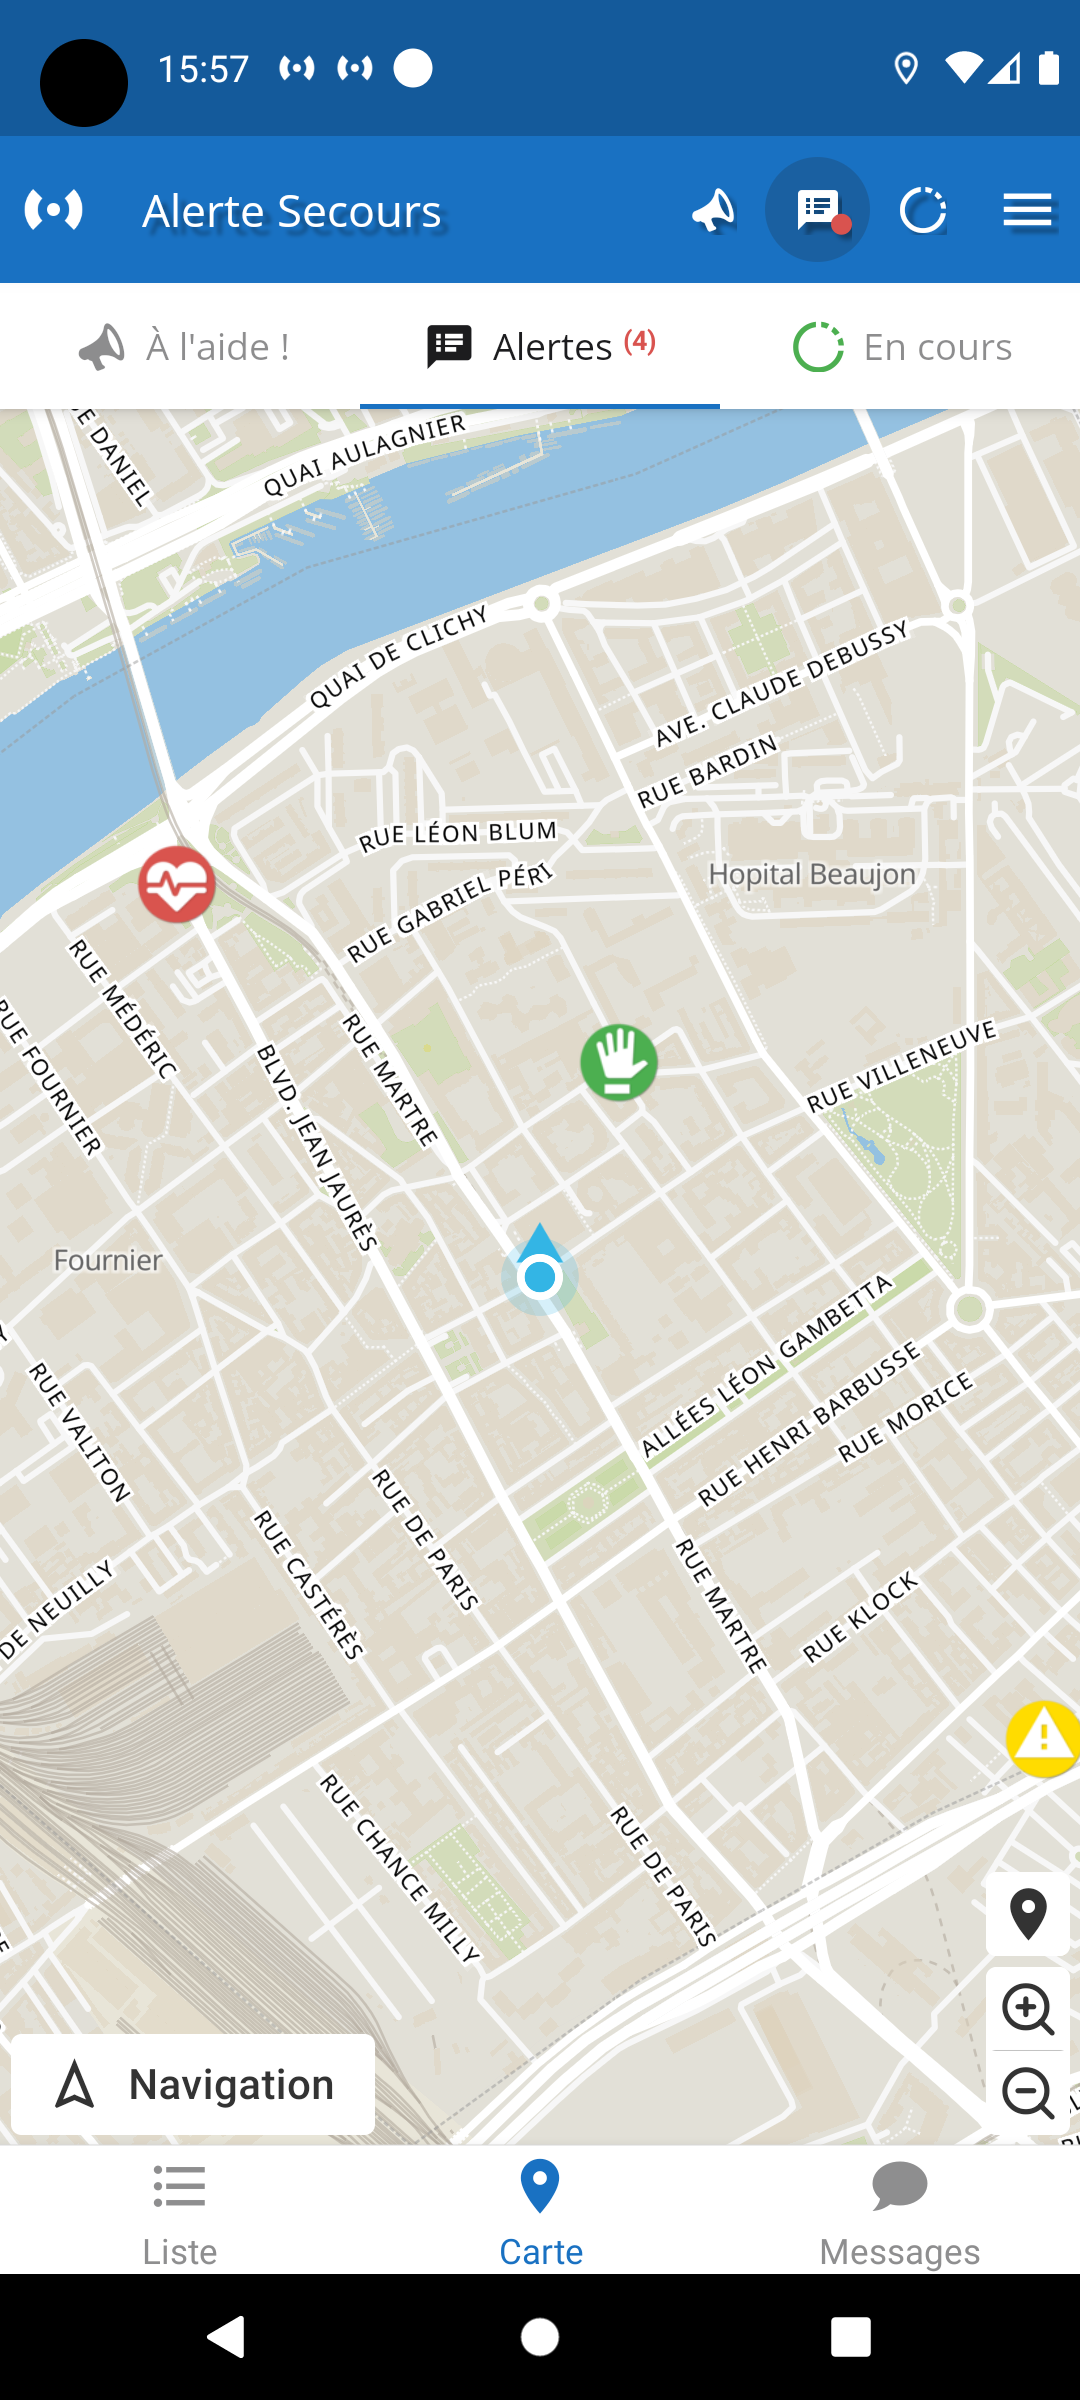 15:57
Alerte Secours
À l'aide !
Alertes (4)
En cours
QUAI AULAGNIER
E DANIEL
QUAI DE CLICHY
AVE. CLAUDE DEBUSSY
RUE BARDIN
RUE LÉON BLUM
Hopital Beaujon
RUE GABRIEL PÉRI
RUE MÉDÉRIC
RUE FOURNIER
RUE MARTRE
BLVD. JEAN JAURÈS
RUE VILLENEUVE
Fournier
ALLÉES LÉON GAMBETTA
RUE HENRI BARBUSSE
RUE MORICE
RUE VALITON
RUE DE PARIS
RUE CASTÉRÈS
RUE MARTRE
RUE KLOCK
DE NEUILLY
RUE CHANCE MILLY
RUE DE PARIS
Navigation
Liste
Carte
Messages